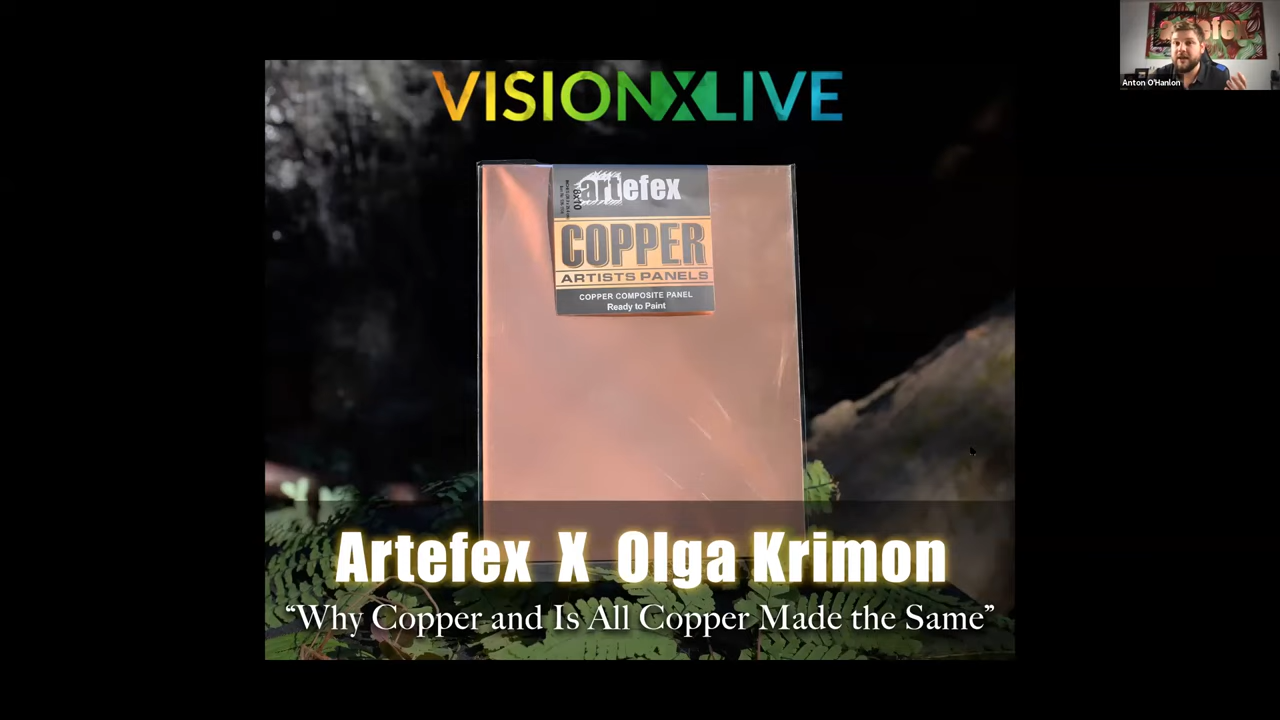 VISIONXLIVE
Anton O'Hanlon
artefex
8x10
COPPER
ARTISTS PANELS
COPPER COMPOSITE PANEL
Ready to Paint
Artefex X Olga Krimon
“Why Copper and Is All Copper Made the Same”